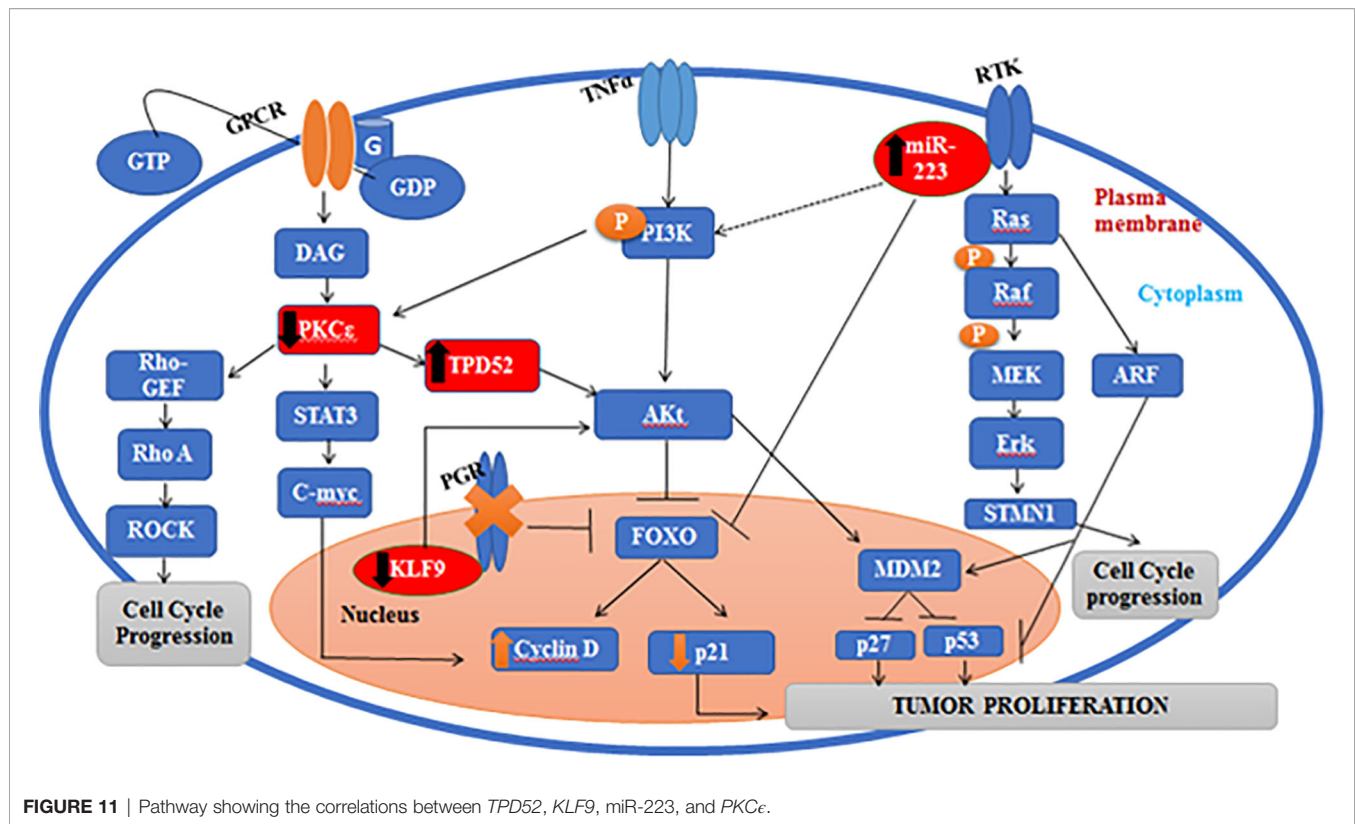 GPCR
TNFα
RTK
GTP
G
GDP
miR-
223
P
PI3K
Ras
Plasma
membrane
DAG
P
Raf
Cytoplasm
PKCε
P
Rho-
GEF
TPD52
MEK
ARF
STAT3
AKt
Erk
Rho A
C-myc
PGR
STMN1
ROCK
FOXO
KLF9
MDM2
Cell Cycle
progression
Cell Cycle
Progression
Nucleus
Cyclin D
p21
p27
p53
TUMOR PROLIFERATION
FIGURE 11 | Pathway showing the correlations between TPD52, KLF9, miR-223, and PKCϵ.